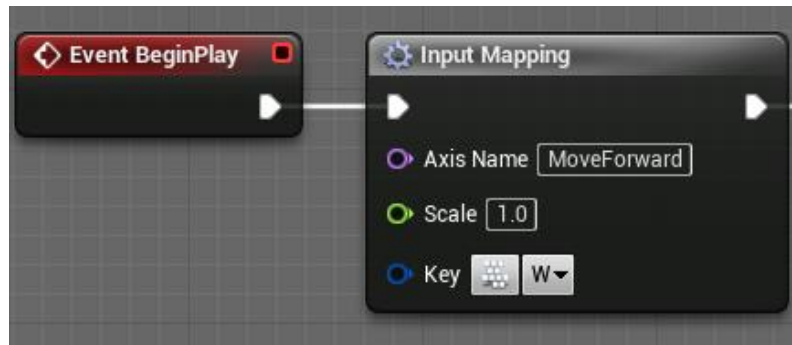 Event BeginPlay
Input Mapping
Axis Name MoveForward
Scale 1.0
Key W